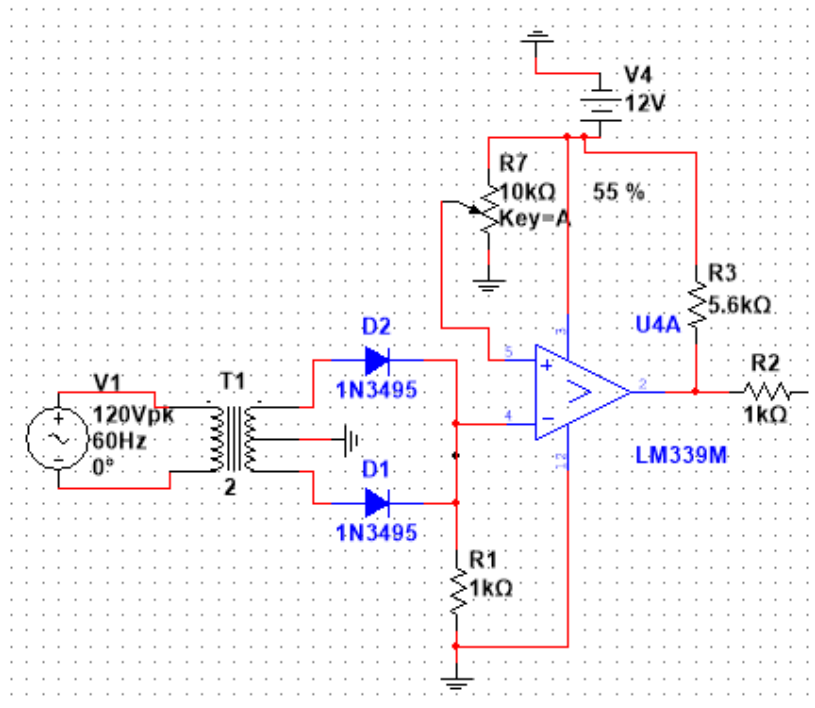 V4
12V
R7
10kΩ
Key=A
55 %
R3
5.6kΩ
U4A
3
D2
1N3495
5
+
2
R2
1kΩ
V1
120Vpk
60Hz
0°
T1
2
4
12
LM339M
D1
1N3495
R1
1kΩ